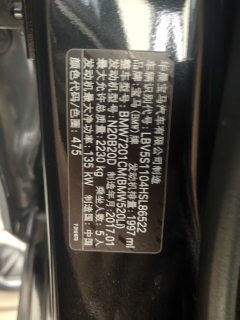 华晨宝马汽车有限公司制造
品牌:宝马(BMW)牌
车辆识别代号:LBV5S1104HSL86522
整车型号:BMW7201CM(BMW520Li)
发动机型号:N20B20D
发动机排量:1997 ml
发动机最大净功率:135 kW
制造年月:2017.01
最大允许总质量:2230 kg
乘坐人数:5人
制造国:中国
颜色代码/色漆:475